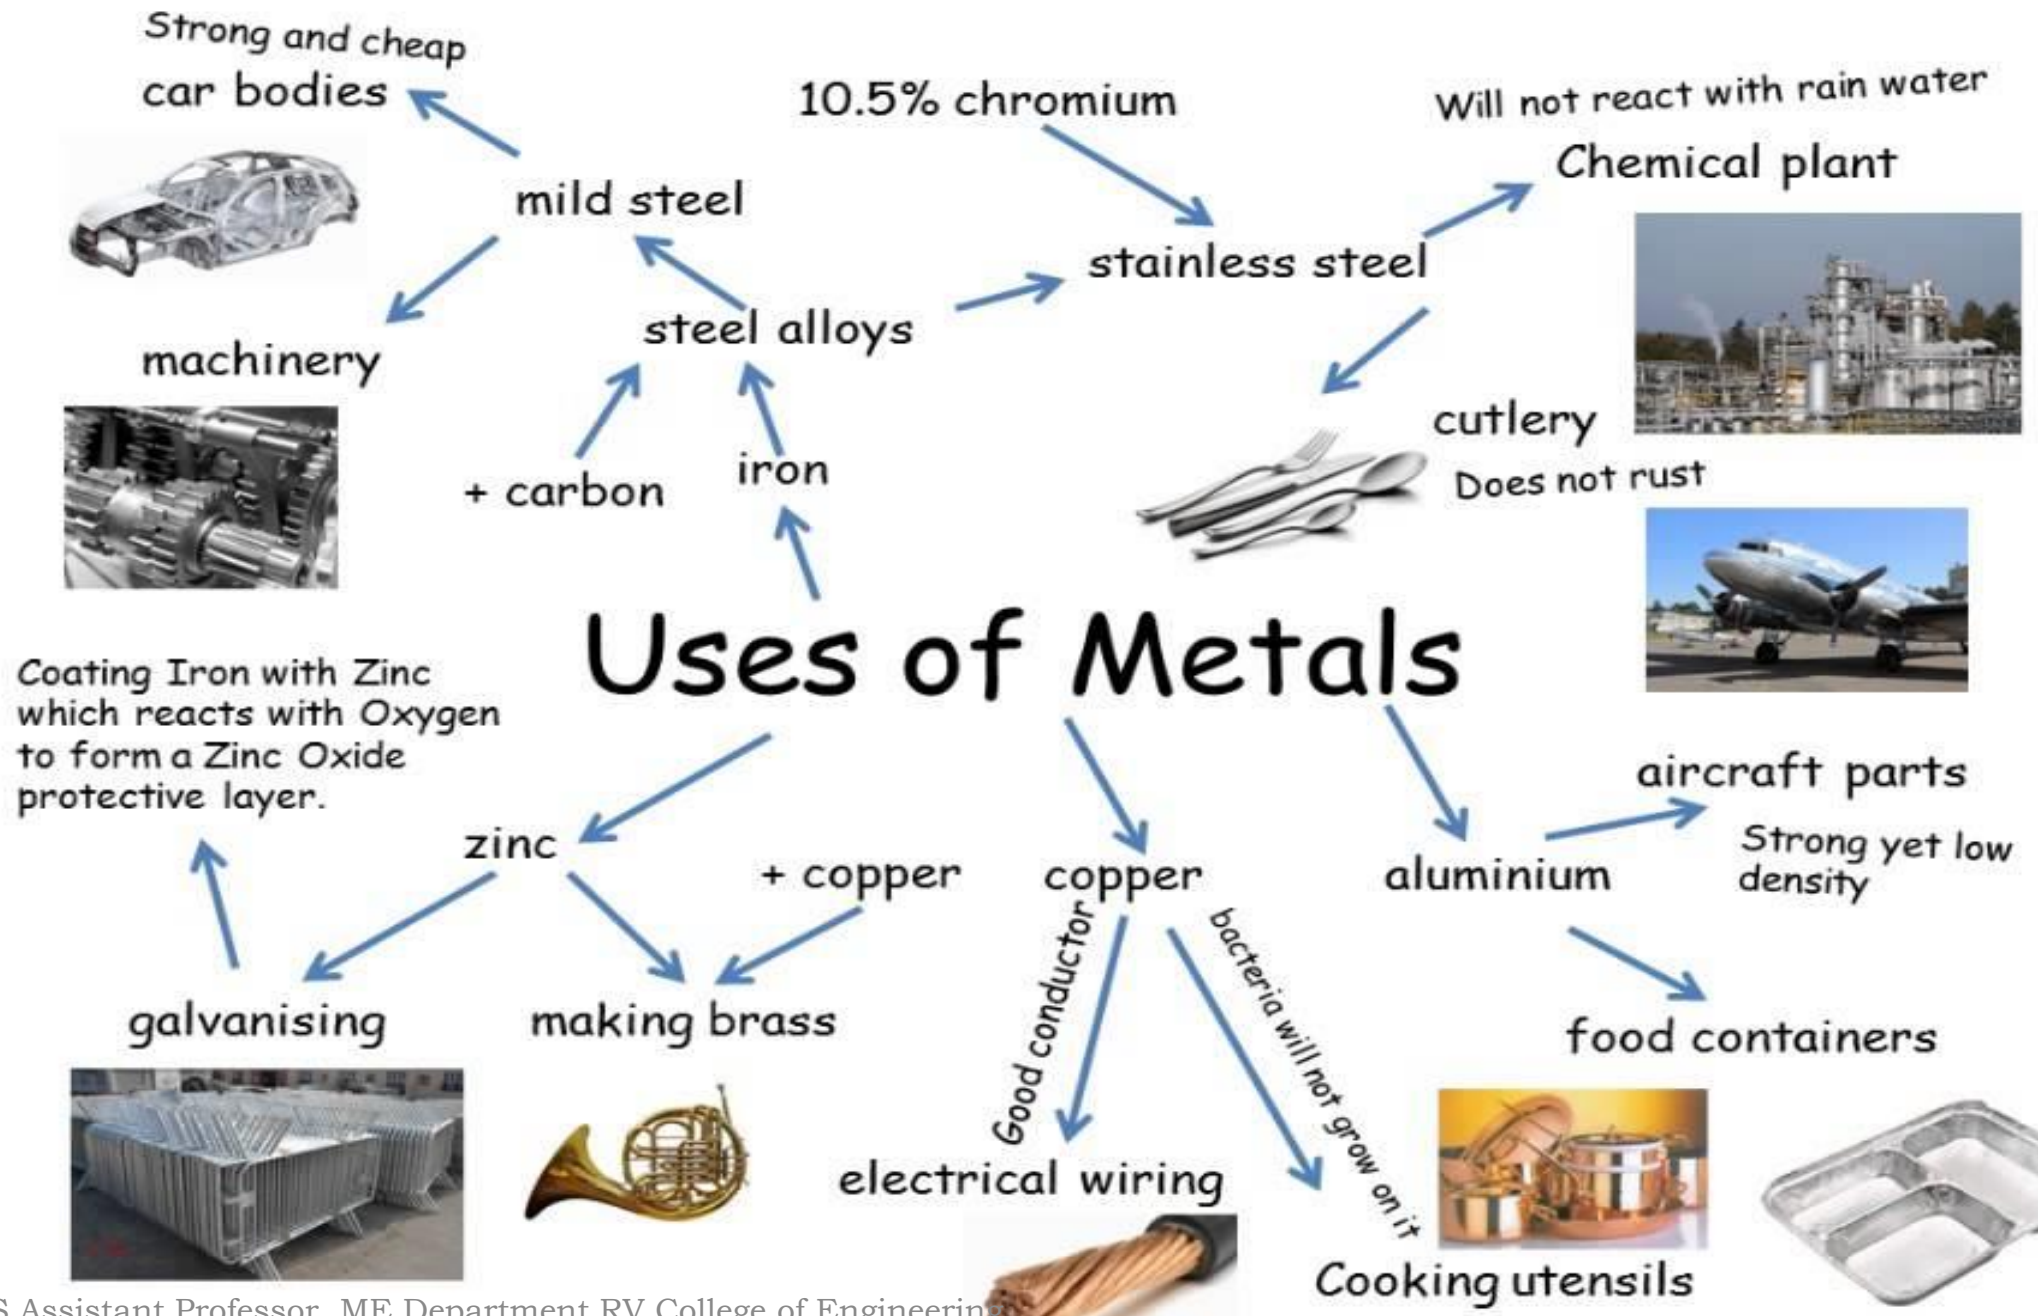 Strong and cheap
car bodies
10.5% chromium
Will not react with rain water
Chemical plant
mild steel
stainless steel
steel alloys
machinery
cutlery
Does not rust
+ carbon
iron
Uses of Metals
Coating Iron with Zinc
which reacts with Oxygen
to form a Zinc Oxide
protective layer.
aircraft parts
Strong yet low
density
zinc
+ copper
copper
aluminium
Good conductor
bacteria will not grow on it
galvanising
making brass
food containers
electrical wiring
Cooking utensils
S Assistant Professor, ME Department RV College of Engineering